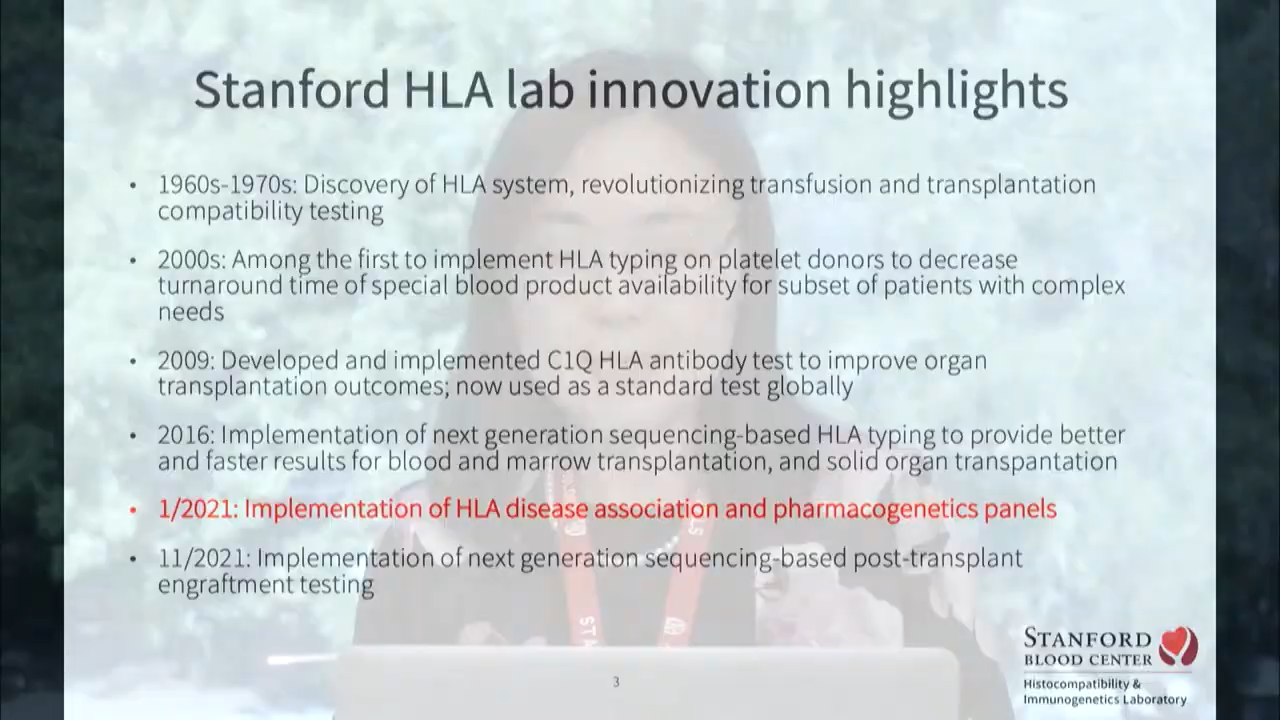 Stanford HLA lab innovation highlights
• 1960s-1970s: Discovery of HLA system, revolutionizing transfusion and transplantation
compatibility testing
• 2000s: Among the first to implement HLA typing on platelet donors to decrease
turnaround time of special blood product availability for subset of patients with complex
needs
• 2009: Developed and implemented C1Q HLA antibody test to improve organ
transplantation outcomes; now used as a standard test globally
• 2016: Implementation of next generation sequencing-based HLA typing to provide better
and faster results for blood and marrow transplantation, and solid organ transpantation
• 1/2021: Implementation of HLA disease association and pharmacogenetics panels
• 11/2021: Implementation of next generation sequencing-based post-transplant
engraftment testing
STANFORD
BLOOD CENTER
Histocompatibility &
Immunogenetics Laboratory
3